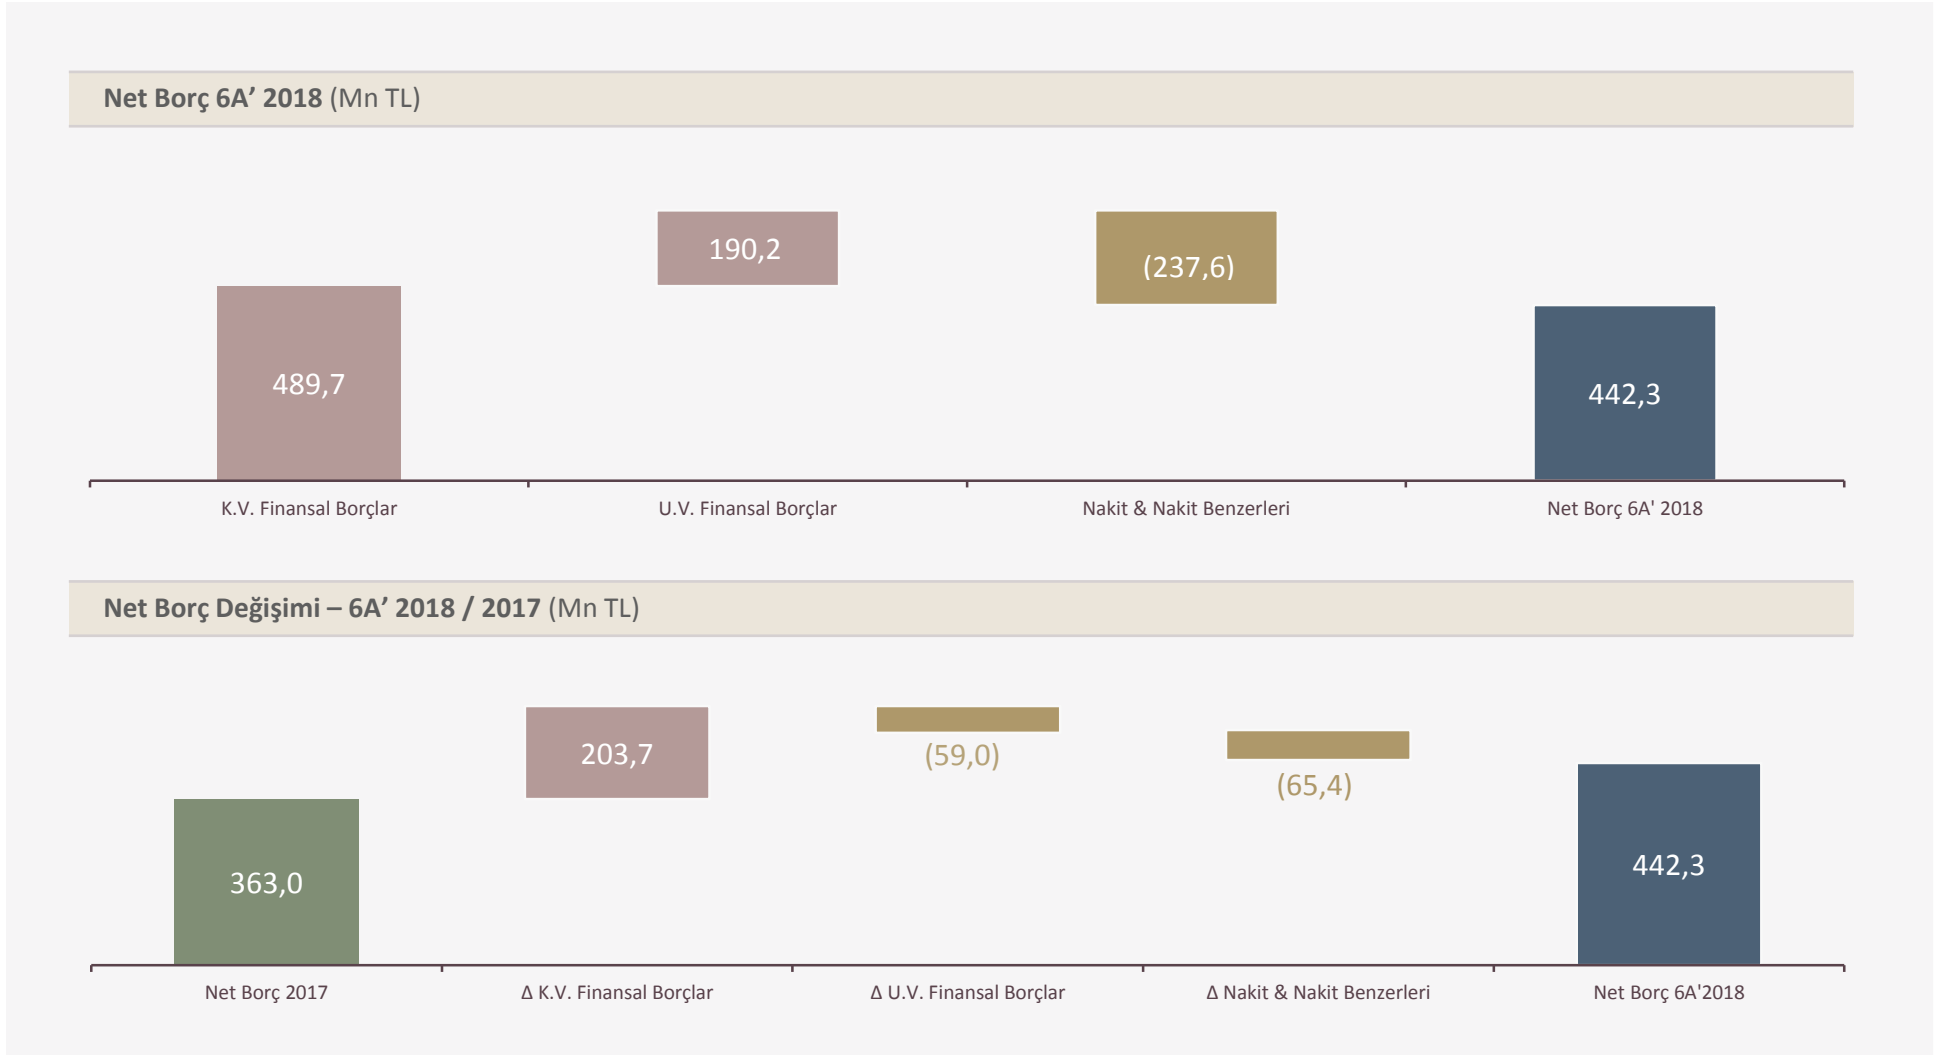 Net Borç 6A’ 2018 (Mn TL)
190,2
(237,6)
489,7
442,3
K.V. Finansal Borçlar
U.V. Finansal Borçlar
Nakit & Nakit Benzerleri
Net Borç 6A' 2018
Net Borç Değişimi – 6A’ 2018 / 2017 (Mn TL)
203,7
(59,0)
(65,4)
363,0
442,3
Net Borç 2017
Δ K.V. Finansal Borçlar
Δ U.V. Finansal Borçlar
Δ Nakit & Nakit Benzerleri
Net Borç 6A'2018